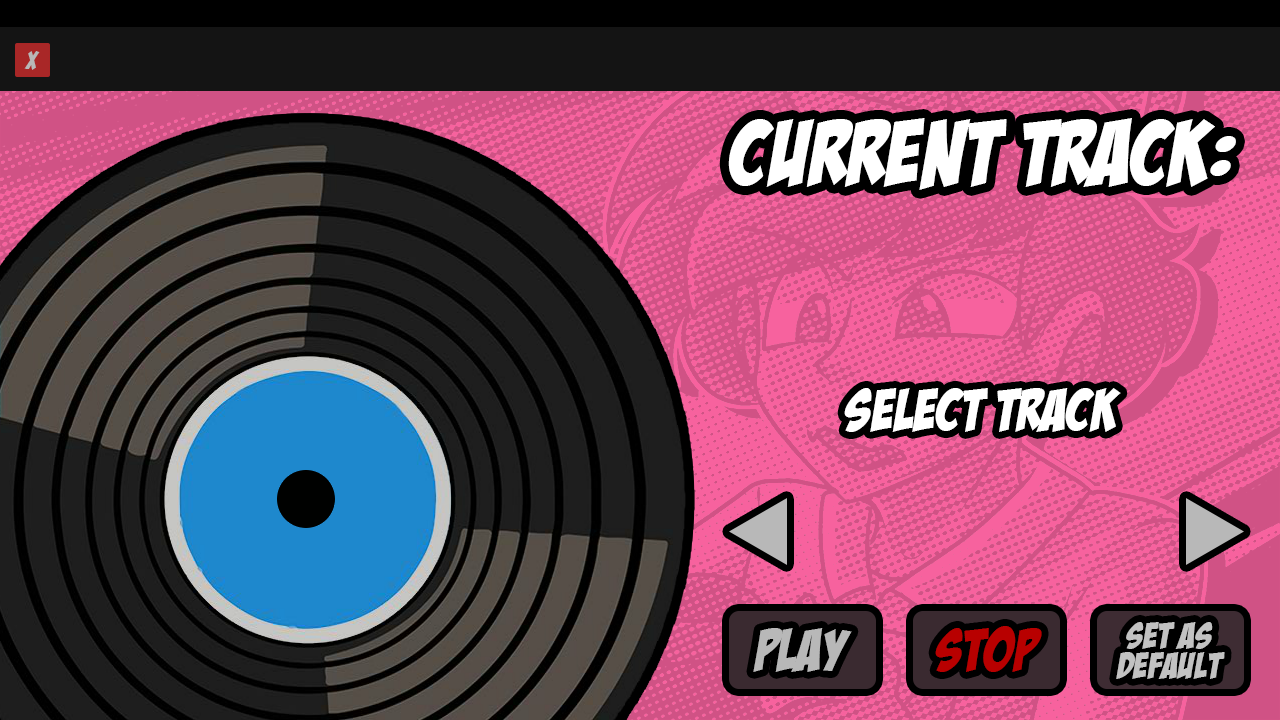 X
CURRENT TRACK:
SELECT TRACK
PLAY
STOP
SET AS
DEFAULT